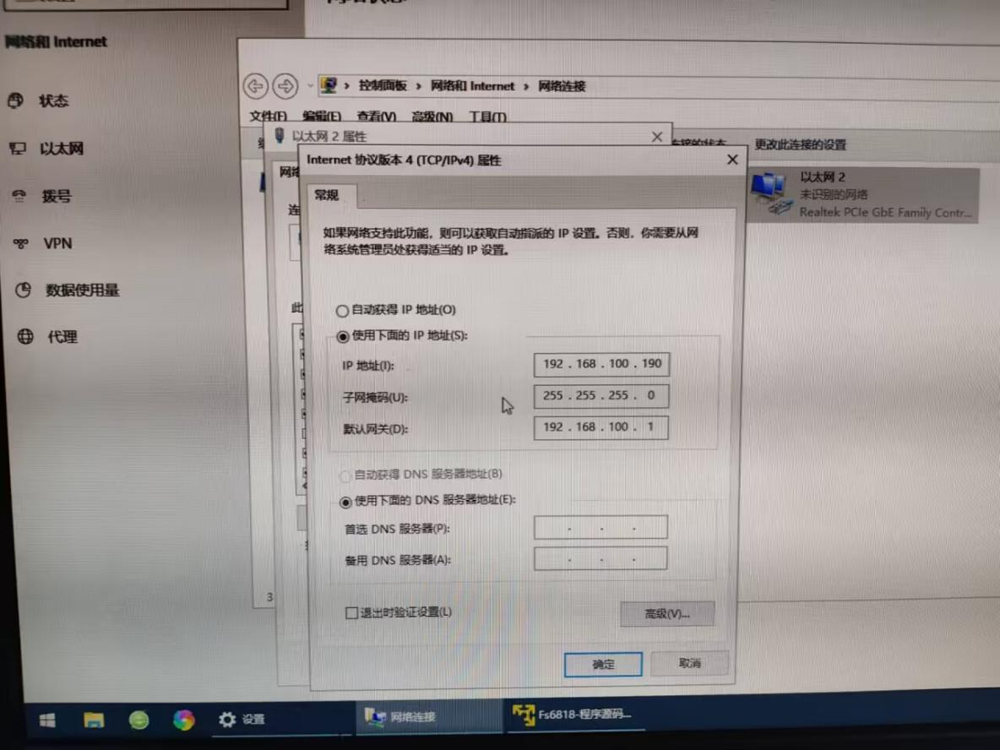 网络和 Internet
状态
以太网
拨号
VPN
数据使用量
代理
控制面板 › 网络和 Internet › 网络连接
文件(F) 编辑(E) 查看(V) 高级(N) 工具(T)
更改此连接的设置
以太网 2
未识别的网络
Realtek PCIe GbE Family Contr...
以太网 2 属性
网络
连
此
Internet 协议版本 4 (TCP/IPv4) 属性
常规
如果网络支持此功能，则可以获取自动指派的 IP 设置。否则，你需要从网
络系统管理员处获得适当的 IP 设置。
自动获得 IP 地址(O)
使用下面的 IP 地址(S):
IP 地址(I): 192 . 168 . 100 . 190
子网掩码(U): 255 . 255 . 255 . 0
默认网关(D): 192 . 168 . 100 . 1
自动获得 DNS 服务器地址(B)
使用下面的 DNS 服务器地址(E):
首选 DNS 服务器(P): . . .
备用 DNS 服务器(A): . . .
退出时验证设置(L)
高级(V)...
确定 取消
3
设置
网络连接
Fs6818-程序源码...